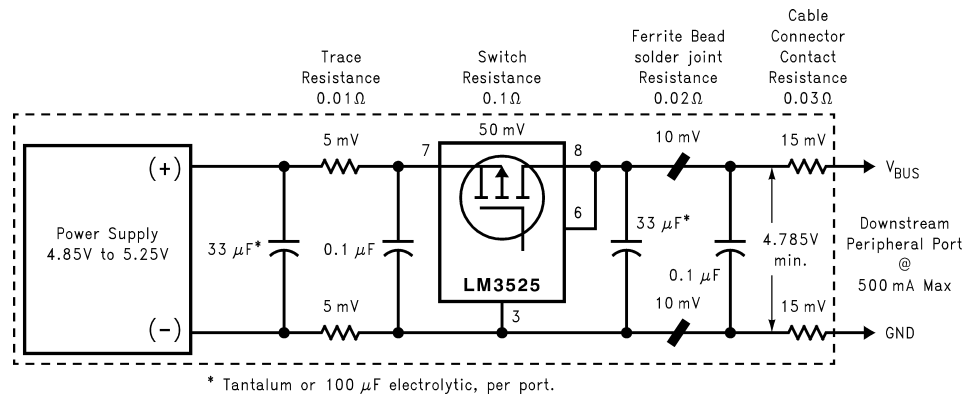 Cable
Connector
Contact
Resistance
0.03Ω
Ferrite Bead
solder joint
Resistance
0.02Ω
Switch
Resistance
0.1Ω
Trace
Resistance
0.01Ω
5 mV
50 mV
10 mV
15 mV
7
8
(+)
VBUS
6
Power Supply
4.85V to 5.25V
33 μF*
0.1 μF
33 μF*
0.1 μF
4.785V
min.
Downstream
Peripheral Port
@
500 mA Max
LM3525
5 mV
10 mV
15 mV
3
(-)
GND
* Tantalum or 100 μF electrolytic, per port.